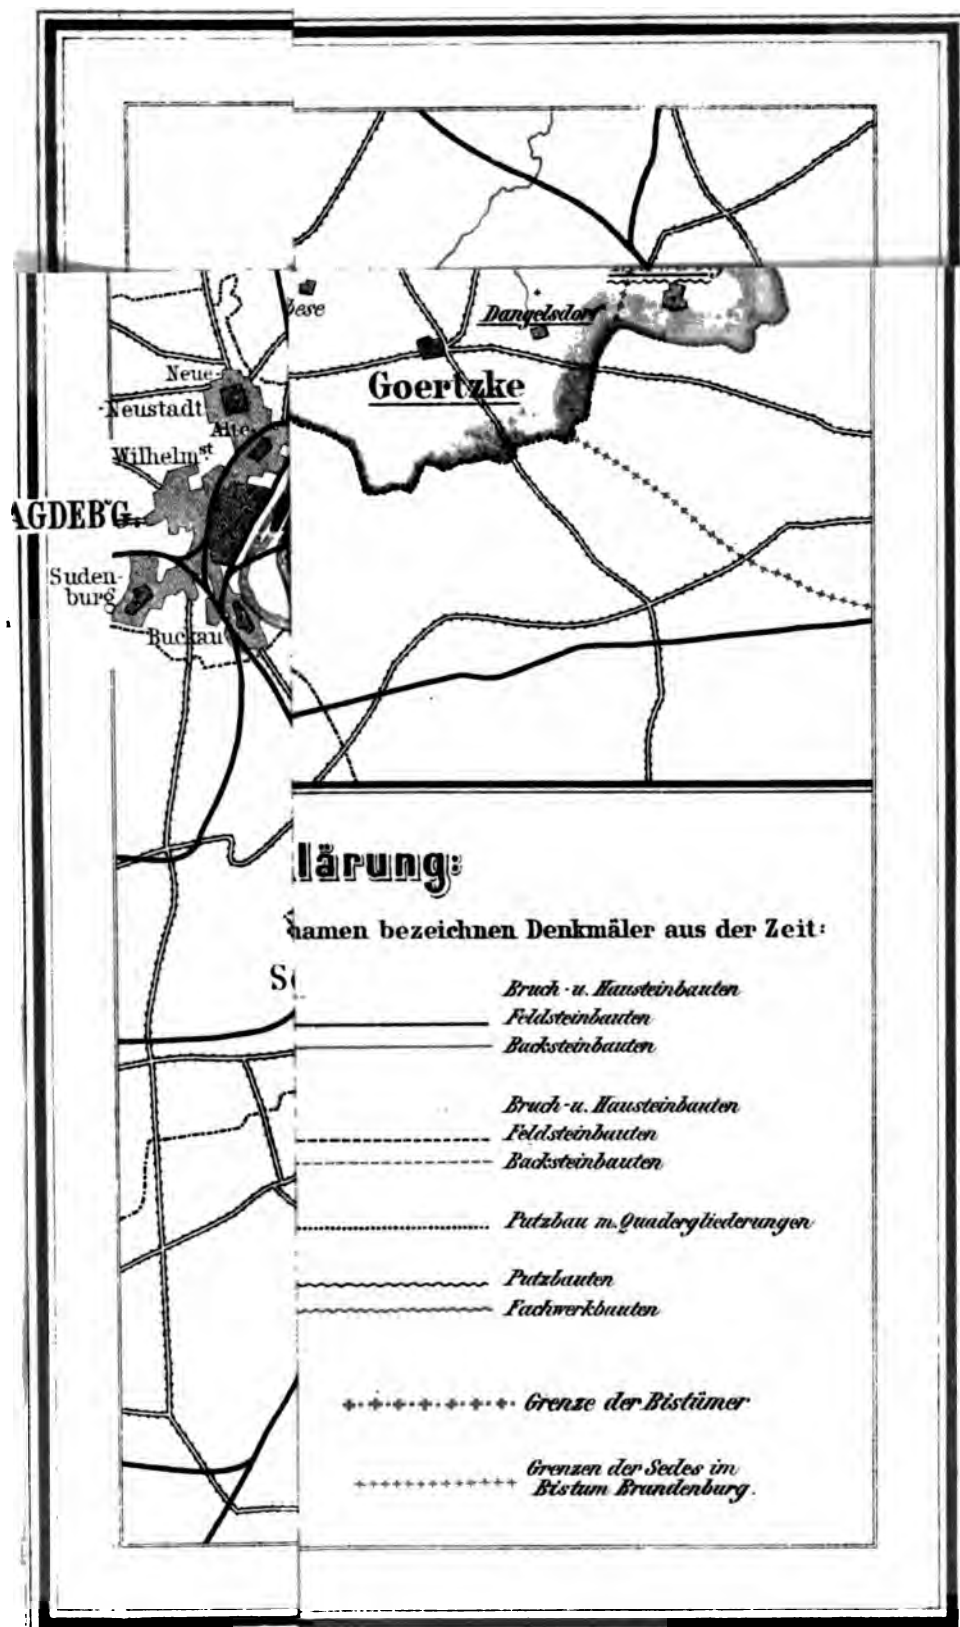 bese
Dangelsdorf
Neue-
-Neustadt
Goertzke
Alte-
Wilhelmst.
AGDEB'G.
Suden-
burg
Buckau
lärung:
namen bezeichnen Denkmäler aus der Zeit:
S
Bruch-u. Hausteinbauten
Feldsteinbauten
Backsteinbauten
Bruch-u. Hausteinbauten
Feldsteinbauten
Backsteinbauten
Putzbau m. Quadergliederungen
Putzbauten
Fachwerkbauten
Grenze der Bistümer
Grenzen der Sedes im
Bistum Brandenburg.